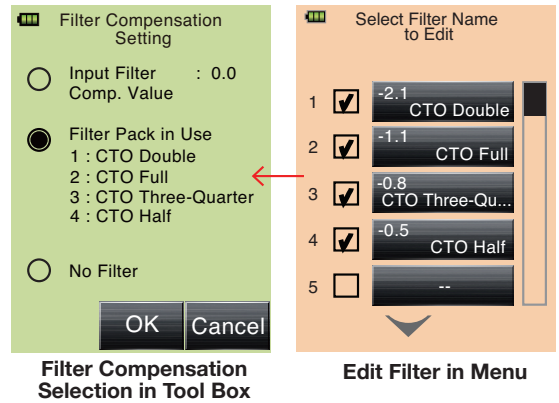 Filter Compensation
Setting
Input Filter : 0.0
Comp. Value
Filter Pack in Use
1 : CTO Double
2 : CTO Full
3 : CTO Three-Quarter
4 : CTO Half
No Filter
OK Cancel
Filter Compensation
Selection in Tool Box
Select Filter Name
to Edit
1 -2.1
CTO Double
2 -1.1
CTO Full
3 -0.8
CTO Three-Qu...
4 -0.5
CTO Half
5 --
Edit Filter in Menu